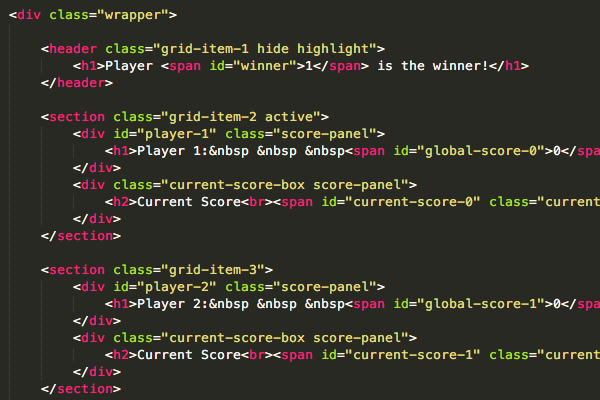 <div class="wrapper">
<header class="grid-item-1 hide highlight">
<h1>Player <span id="winner">1</span> is the winner!</h1>
</header>
<section class="grid-item-2 active">
<div id="player-1" class="score-panel">
<h1>Player 1:&nbsp &nbsp &nbsp<span id="global-score-0">0</spa
</div>
<div class="current-score-box score-panel">
<h2>Current Score<br><span id="current-score-0" class="current
</div>
</section>
<section class="grid-item-3">
<div id="player-2" class="score-panel">
<h1>Player 2:&nbsp &nbsp &nbsp<span id="global-score-1">0</spa
</div>
<div class="current-score-box score-panel">
<h2>Current Score<br><span id="current-score-1" class="current
</div>
</section>